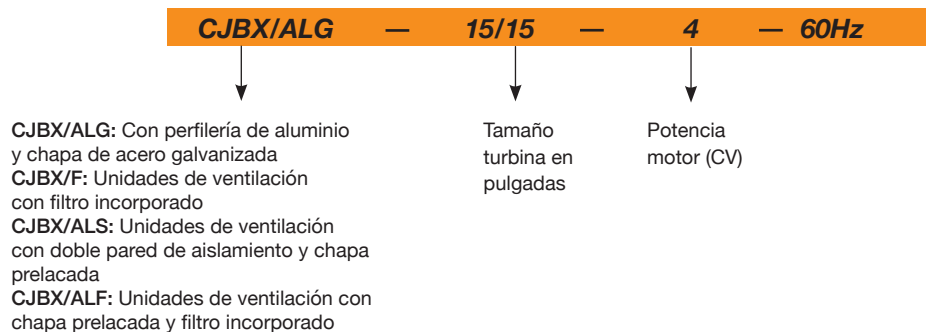 CJBX/ALG — 15/15 — 4 — 60Hz
CJBX/ALG: Con perfilería de aluminio
y chapa de acero galvanizada
CJBX/F: Unidades de ventilación
con filtro incorporado
CJBX/ALS: Unidades de ventilación
con doble pared de aislamiento y chapa
prelacada
CJBX/ALF: Unidades de ventilación con
chapa prelacada y filtro incorporado
Tamaño
turbina en
pulgadas
Potencia
motor (CV)